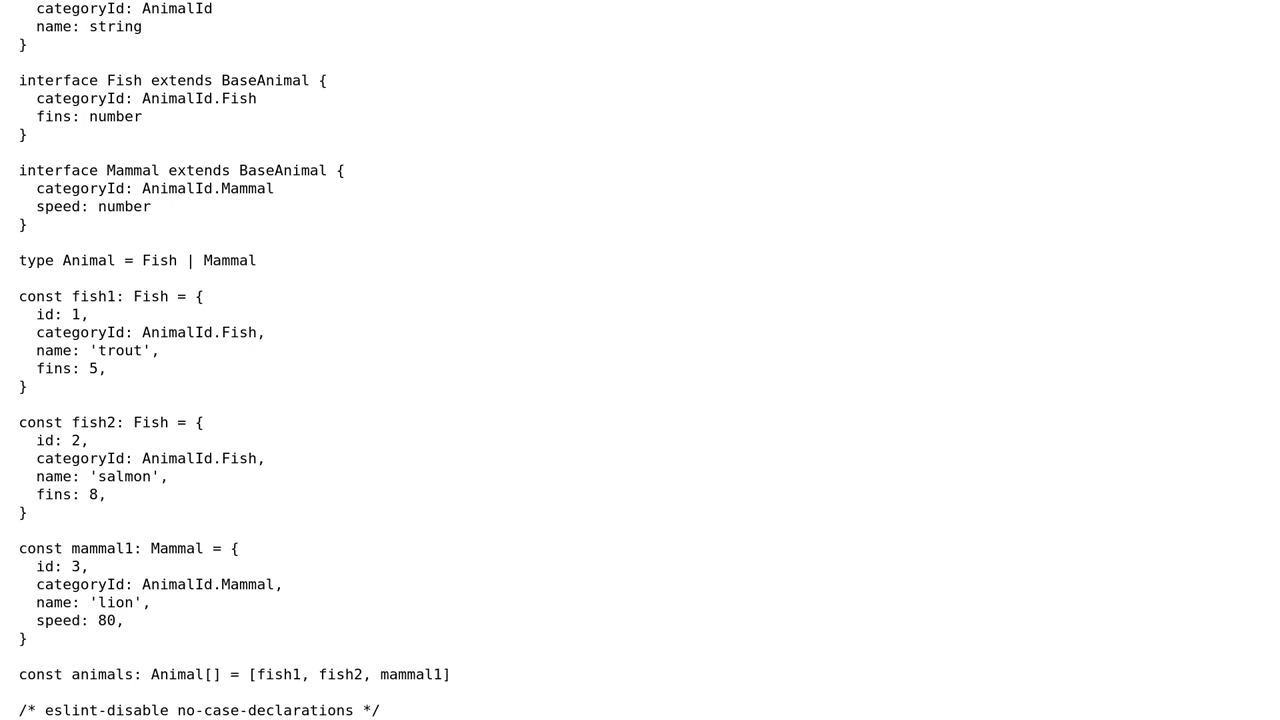 categoryId: AnimalId
  name: string
}

interface Fish extends BaseAnimal {
  categoryId: AnimalId.Fish
  fins: number
}

interface Mammal extends BaseAnimal {
  categoryId: AnimalId.Mammal
  speed: number
}

type Animal = Fish | Mammal

const fish1: Fish = {
  id: 1,
  categoryId: AnimalId.Fish,
  name: 'trout',
  fins: 5,
}

const fish2: Fish = {
  id: 2,
  categoryId: AnimalId.Fish,
  name: 'salmon',
  fins: 8,
}

const mammal1: Mammal = {
  id: 3,
  categoryId: AnimalId.Mammal,
  name: 'lion',
  speed: 80,
}

const animals: Animal[] = [fish1, fish2, mammal1]

/* eslint-disable no-case-declarations */